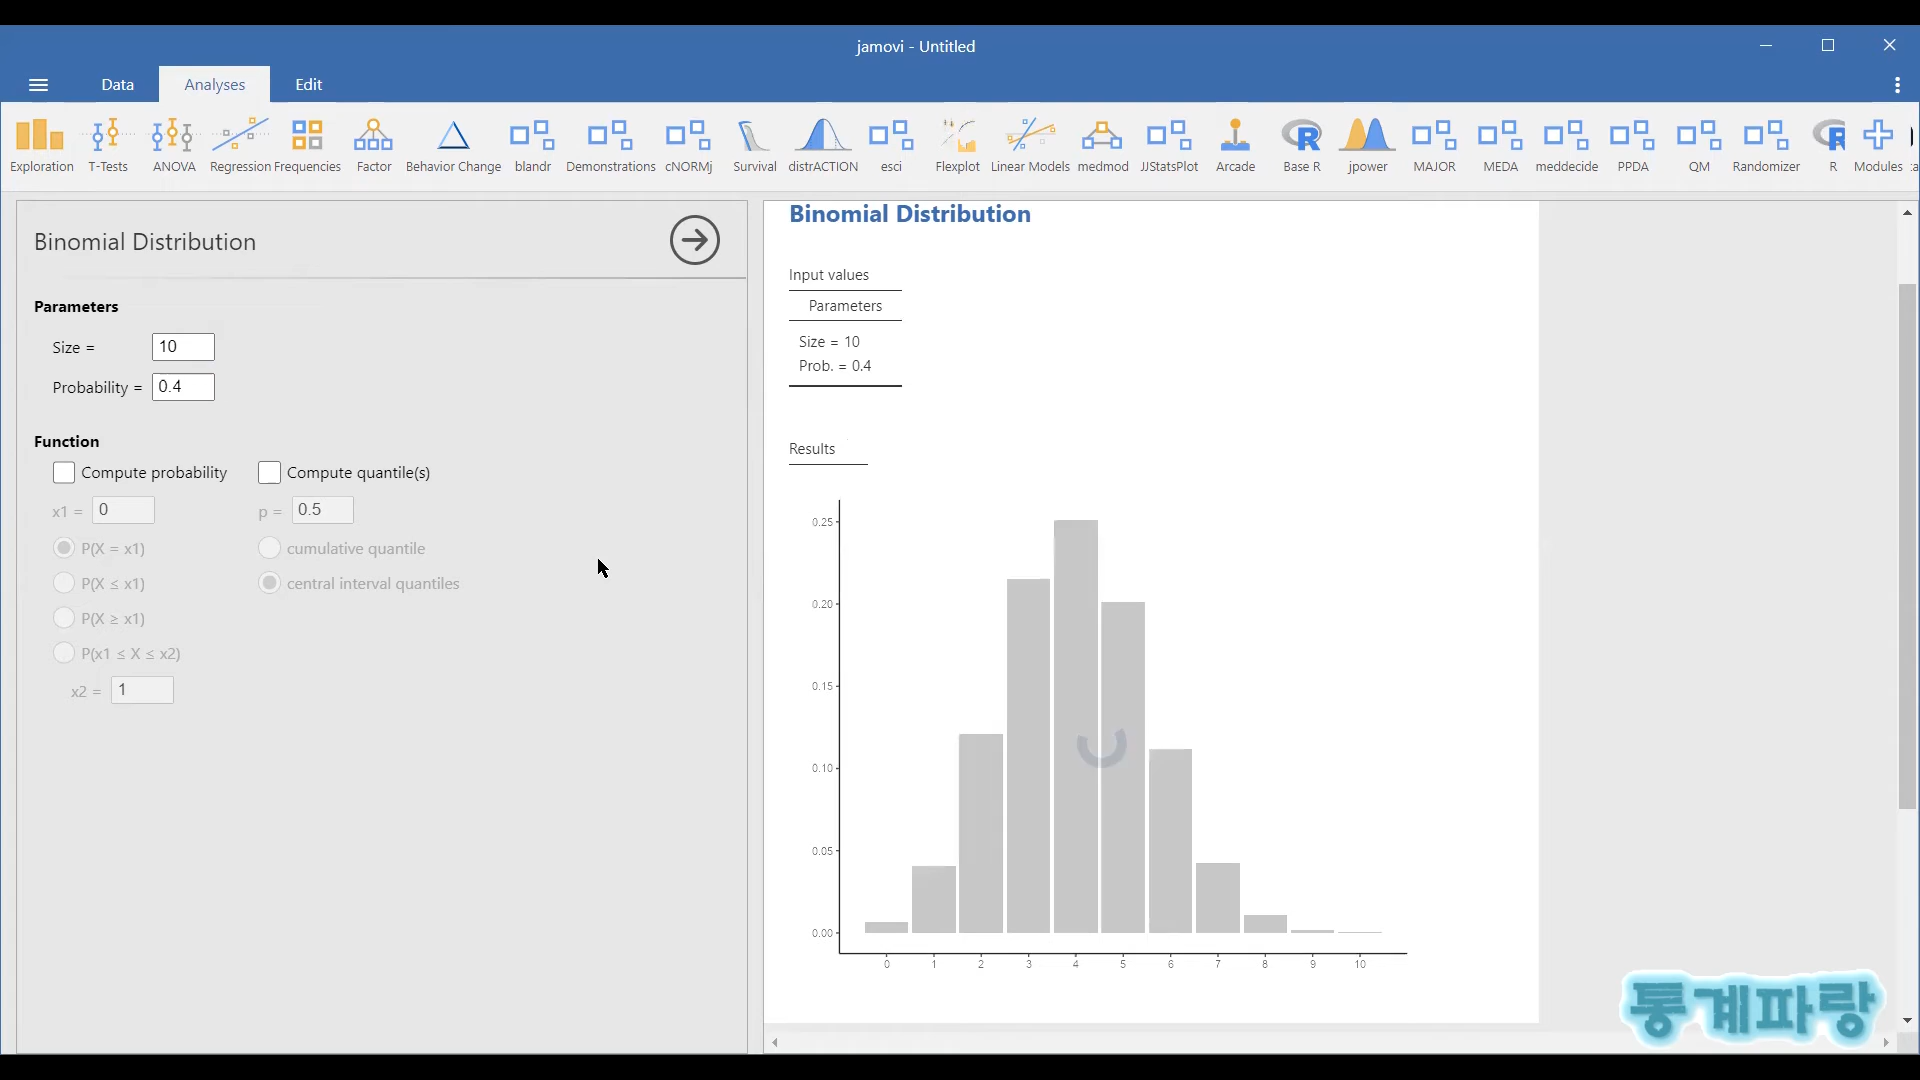 jamovi - Untitled
Data
Analyses
Edit
Exploration
T-Tests
ANOVA
Regression
Frequencies
Factor
Behavior Change
blandr
Demonstrations
cNORMj
Survival
distrACTION
esci
Flexplot
Linear Models
medmod
JJStatsPlot
Arcade
Base R
jpower
MAJOR
MEDA
meddecide
PPDA
QM
Randomizer
R
Modules
Binomial Distribution
Parameters
Size = 10
Probability = 0.4
Function
Compute probability
Compute quantile(s)
x1 = 0
p = 0.5
P(X = x1)
cumulative quantile
P(X ≤ x1)
central interval quantiles
P(X ≥ x1)
P(x1 ≤ X ≤ x2)
x2 = 1
Binomial Distribution
Input values
Parameters
Size = 10
Prob. = 0.4
Results
0.25
0.20
0.15
0.10
0.05
0.00
0 1 2 3 4 5 6 7 8 9 10
통계파랑